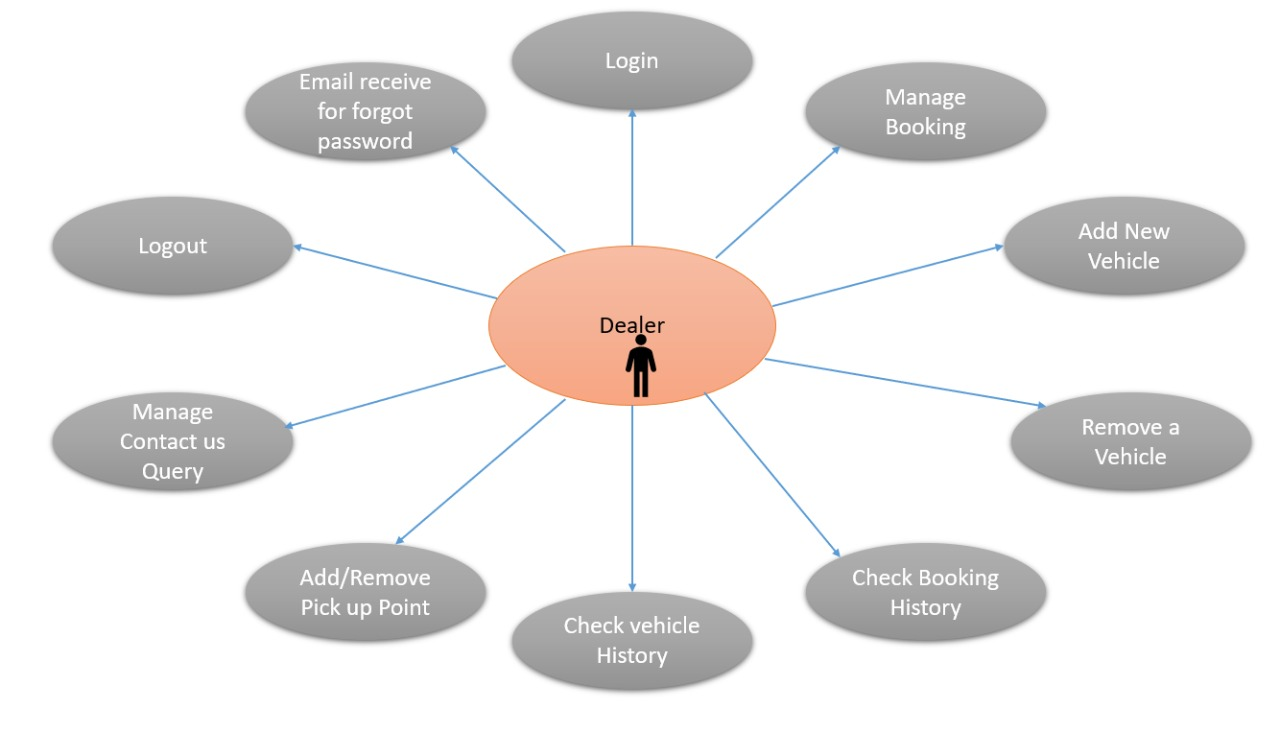 Login
Email receive
for forgot
password
Manage
Booking
Logout
Add New
Vehicle
Dealer
Manage
Contact us
Query
Remove a
Vehicle
Add/Remove
Pick up Point
Check vehicle
History
Check Booking
History